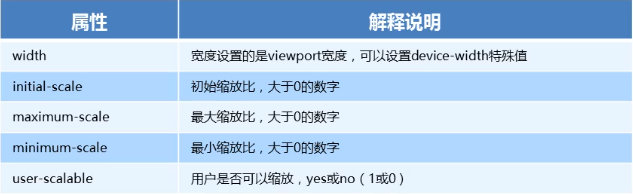 属性 解释说明
width 宽度设置的是viewport宽度，可以设置device-width特殊值
initial-scale 初始缩放比，大于0的数字
maximum-scale 最大缩放比，大于0的数字
minimum-scale 最小缩放比，大于0的数字
user-scalable 用户是否可以缩放，yes或no（1或0）